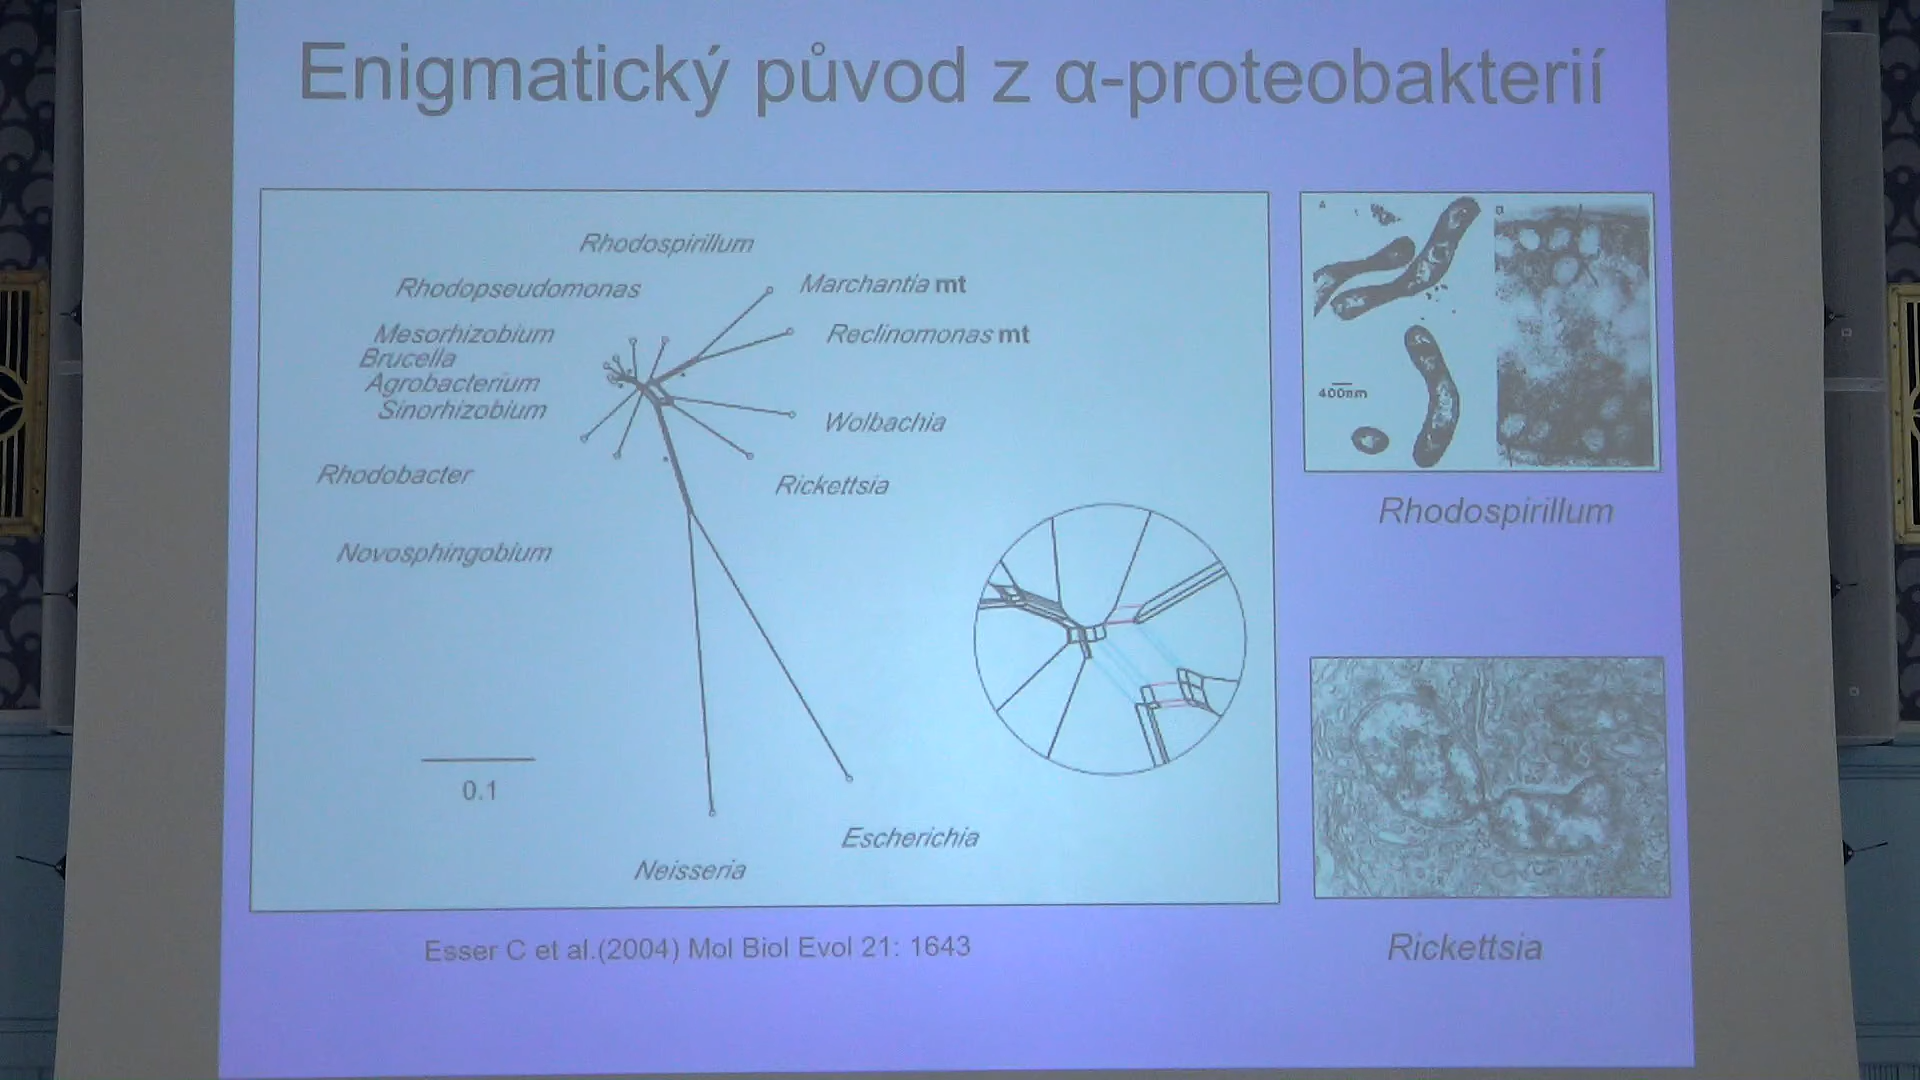 Enigmatický původ z α-proteobakterií
Rhodospirillum
Rhodopseudomonas
Marchantia mt
Mesorhizobium
Reclinomonas mt
Brucella
Agrobacterium
Sinorhizobium
Wolbachia
Rhodobacter
Rickettsia
Novosphingobium
0.1
Escherichia
Neisseria
Esser C et al.(2004) Mol Biol Evol 21: 1643
A
B
400nm
Rhodospirillum
Rickettsia